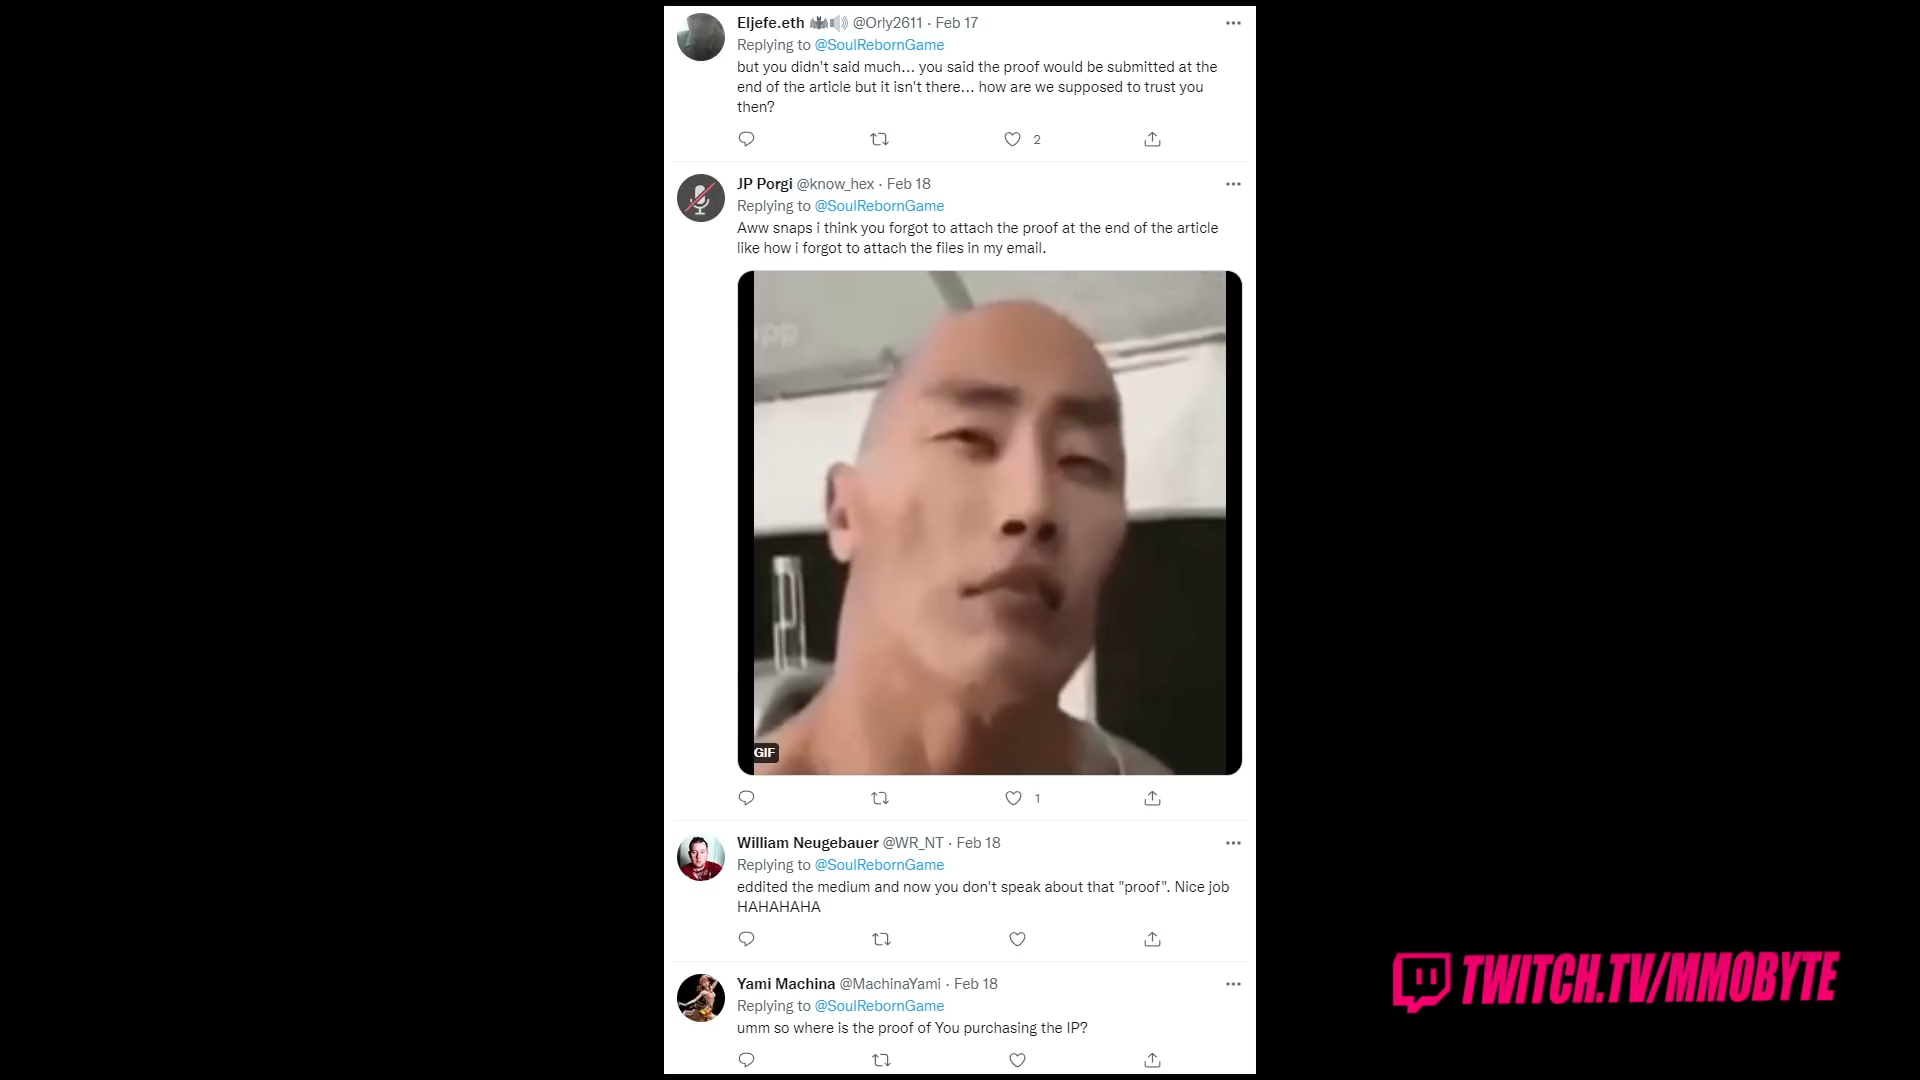 Eljefe.eth @Orly2611 · Feb 17
Replying to @SoulRebornGame
but you didn't said much... you said the proof would be submitted at the
end of the article but it isn't there... how are we supposed to trust you
then?
2
JP Porgi @know_hex · Feb 18
Replying to @SoulRebornGame
Aww snaps i think you forgot to attach the proof at the end of the article
like how i forgot to attach the files in my email.
GIF
1
William Neugebauer @WR_NT · Feb 18
Replying to @SoulRebornGame
eddited the medium and now you don't speak about that "proof". Nice job
HAHAHAHA
Yami Machina @MachinaYami · Feb 18
Replying to @SoulRebornGame
umm so where is the proof of You purchasing the IP?
TWITCH.TV/MMOBYTE